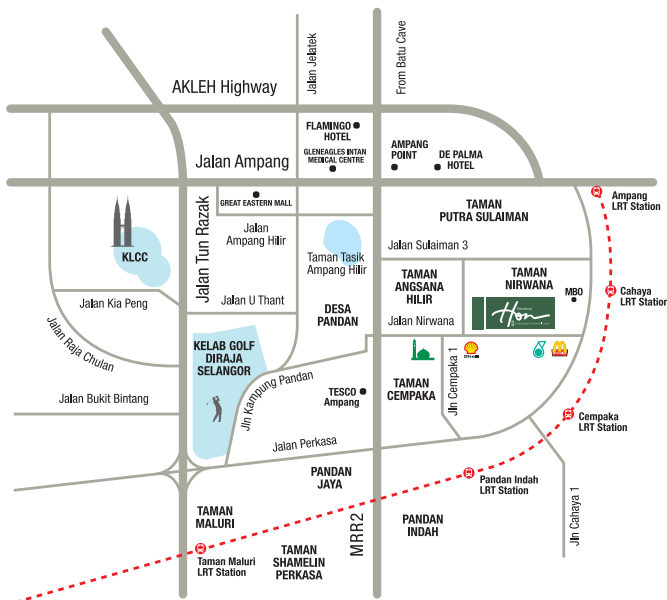 Jalan Jelatek
From Batu Cave
AKLEH Highway
FLAMINGO
HOTEL
GLENEAGLES INTAN
MEDICAL CENTRE
AMPANG
POINT
DE PALMA
HOTEL
Jalan Ampang
Ampang
LRT Station
GREAT EASTERN MALL
TAMAN
PUTRA SULAIMAN
Jalan Tun Razak
Jalan
Ampang Hilir
Taman Tasik
Ampang Hilir
Jalan Sulaiman 3
KLCC
TAMAN
ANGSANA
HILIR
TAMAN
NIRWANA
Cahaya
LRT Station
MBO
Jalan Kia Peng
Jalan U Thant
DESA
PANDAN
Hon
Jalan Nirwana
Jalan Raja Chulan
KELAB GOLF
DIRAJA
SELANGOR
Jln Kampung Pandan
Jln Cempaka 1
TESCO
Ampang
TAMAN
CEMPAKA
Jalan Bukit Bintang
Cempaka
LRT Station
Jalan Perkasa
PANDAN
JAYA
Pandan Indah
LRT Station
Jln Cahaya 1
TAMAN
MALURI
MRR2
PANDAN
INDAH
Taman Maluri
LRT Station
TAMAN
SHAMELIN
PERKASA